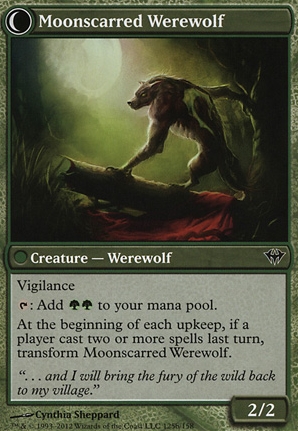 Moonscarred Werewolf
Creature — Werewolf
Vigilance
: Add to your mana pool.
At the beginning of each upkeep, if a
player cast two or more spells last turn,
transform Moonscarred Werewolf.
“. . . and I will bring the fury of the wild back
to my village.”
Cynthia Sheppard
™ & © 1993–2012 Wizards of the Coast LLC 125b/158
2/2